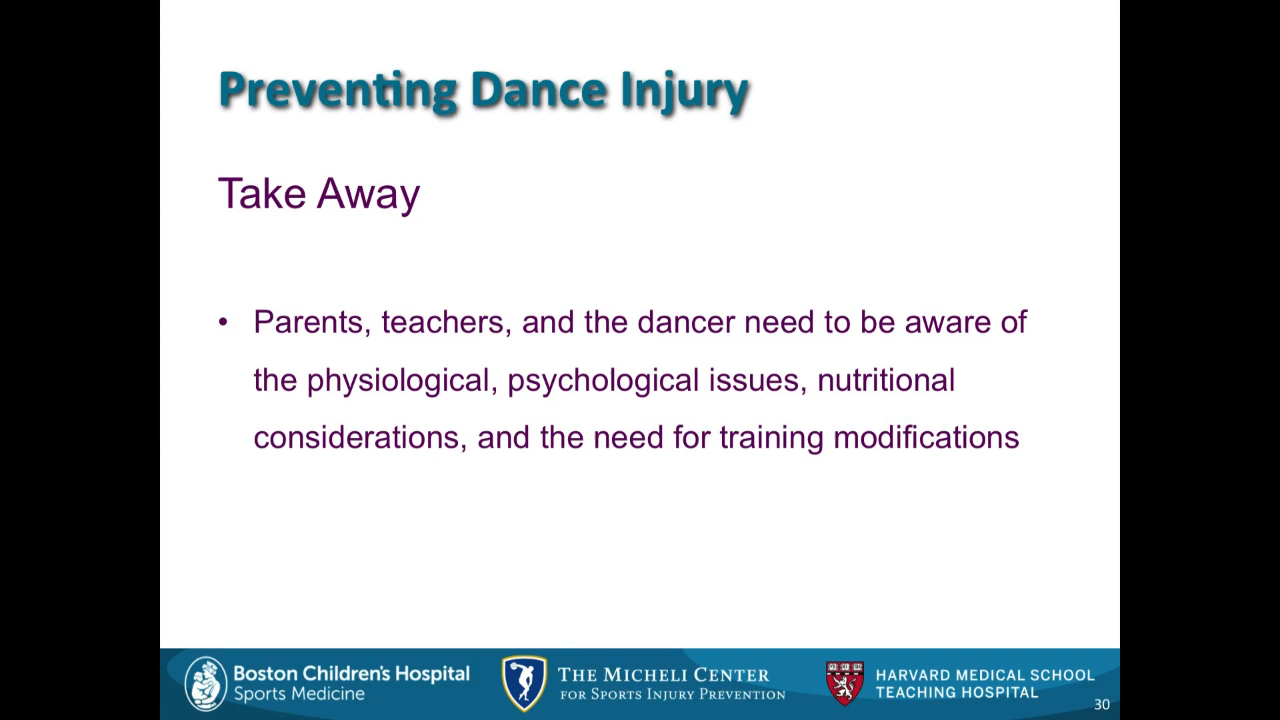 Preventing Dance Injury
Take Away
• Parents, teachers, and the dancer need to be aware of
the physiological, psychological issues, nutritional
considerations, and the need for training modifications
Boston Children's Hospital
Sports Medicine
THE MICHELI CENTER
FOR SPORTS INJURY PREVENTION
HARVARD MEDICAL SCHOOL
TEACHING HOSPITAL
30